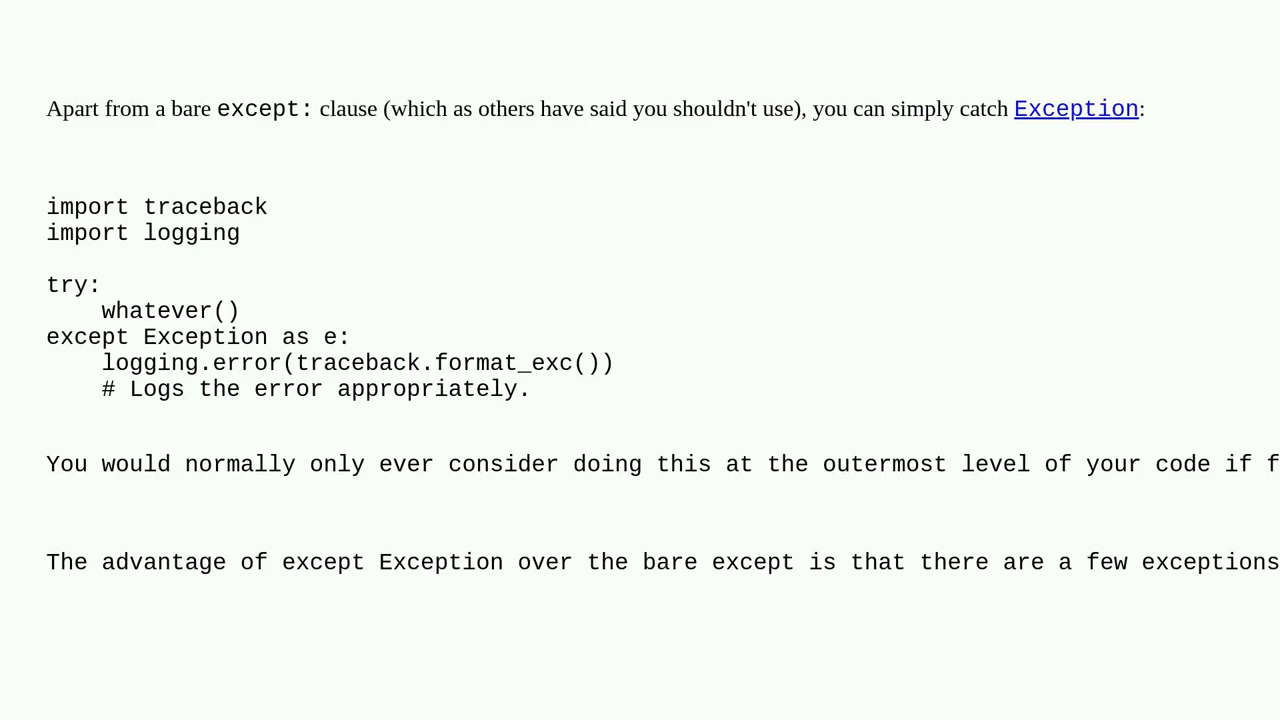 Apart from a bare except: clause (which as others have said you shouldn't use), you can simply catch Exception:
import traceback
import logging
try:
    whatever()
except Exception as e:
    logging.error(traceback.format_exc())
    # Logs the error appropriately.
You would normally only ever consider doing this at the outermost level of your code if
The advantage of except Exception over the bare except is that there are a few exceptions